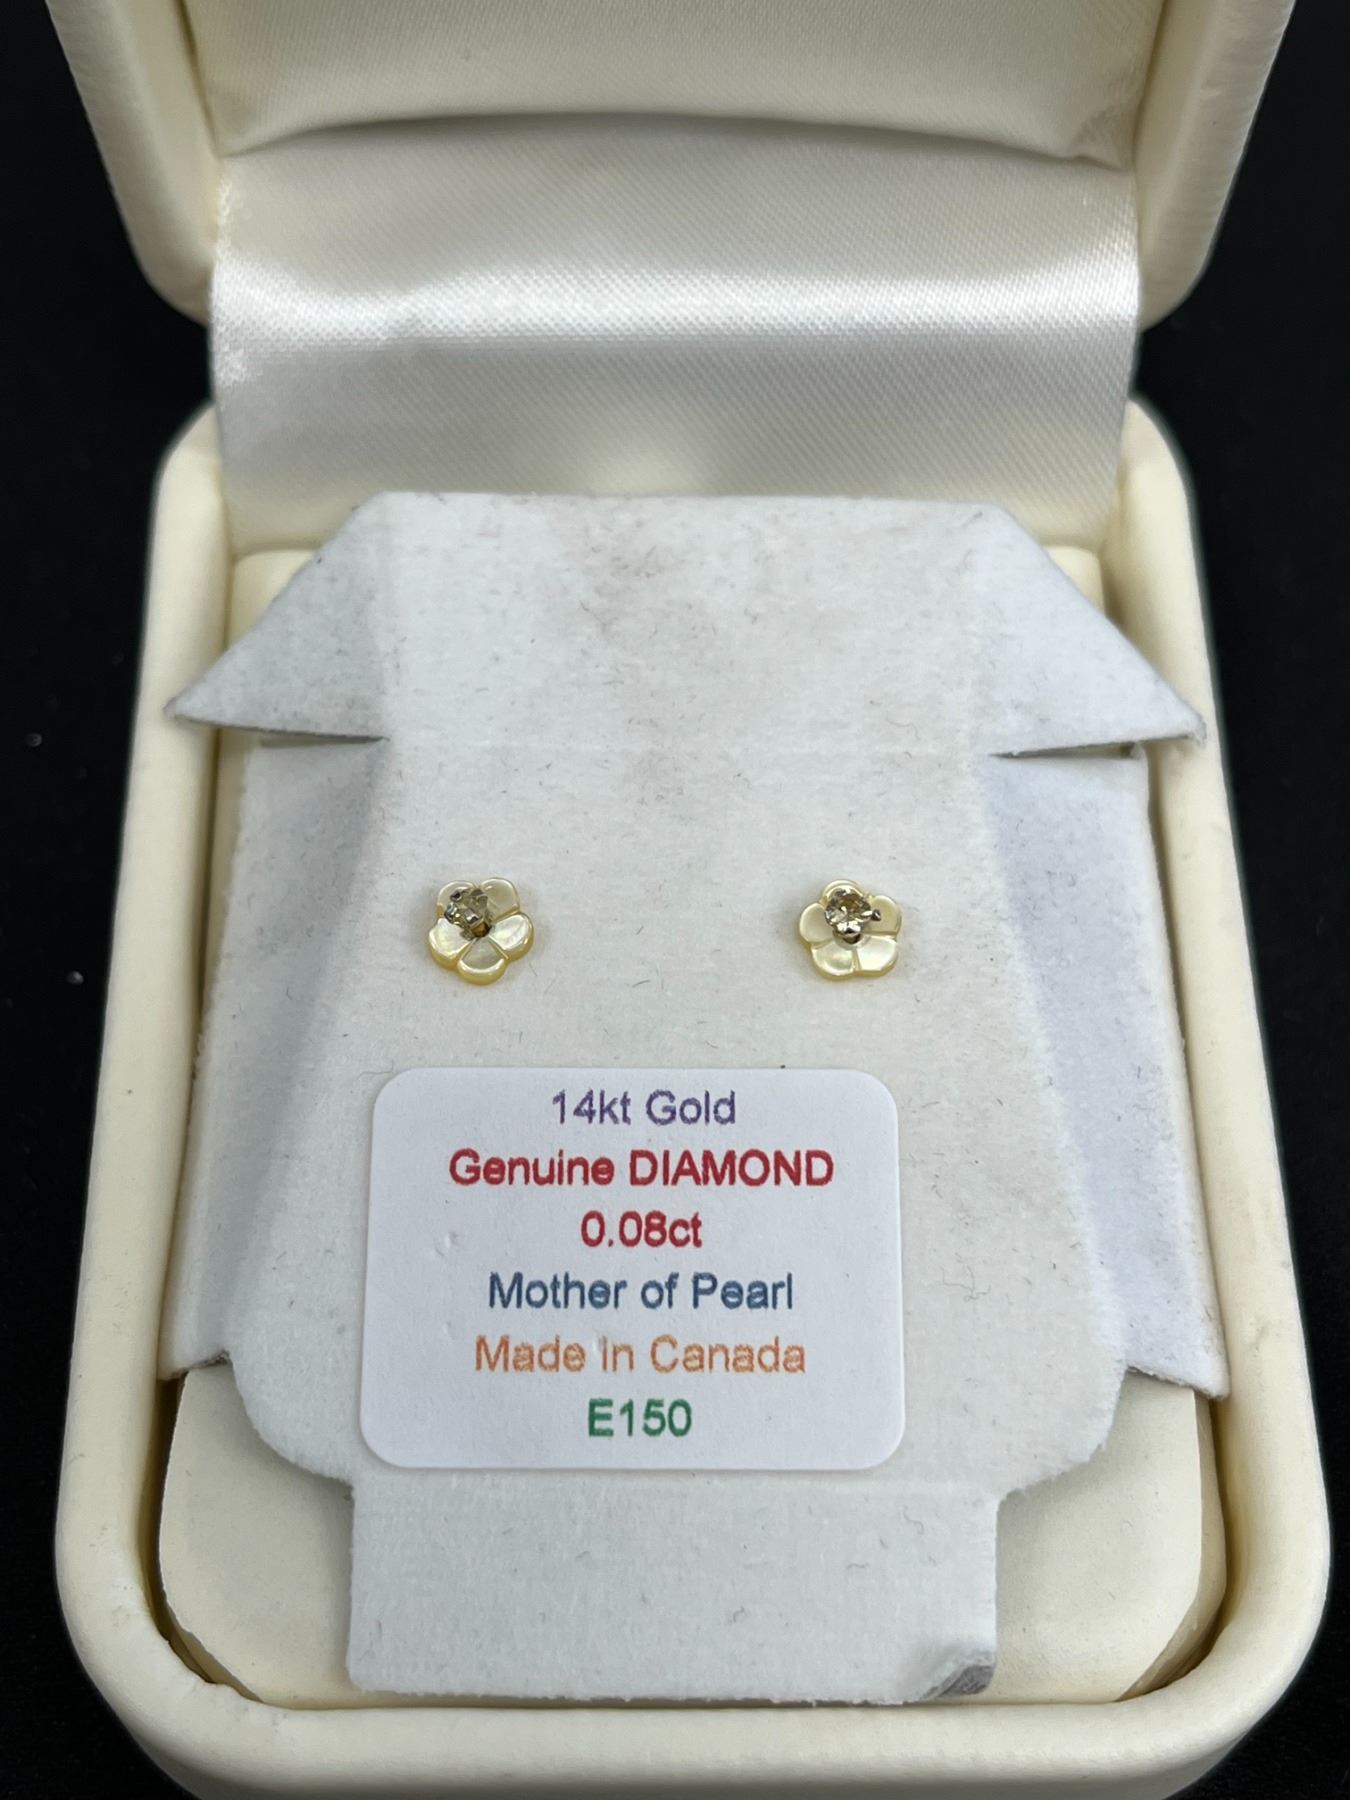 14kt Gold
Genuine DIAMOND
0.08ct
Mother of Pearl
Made in Canada
E150